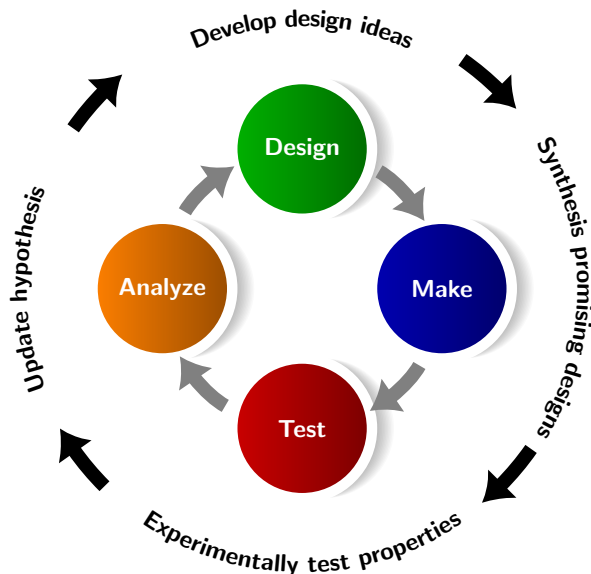 Develop design ideas
Design
Synthesis promising designs
Make
Test
Experimentally test properties
Analyze
Update hypothesis